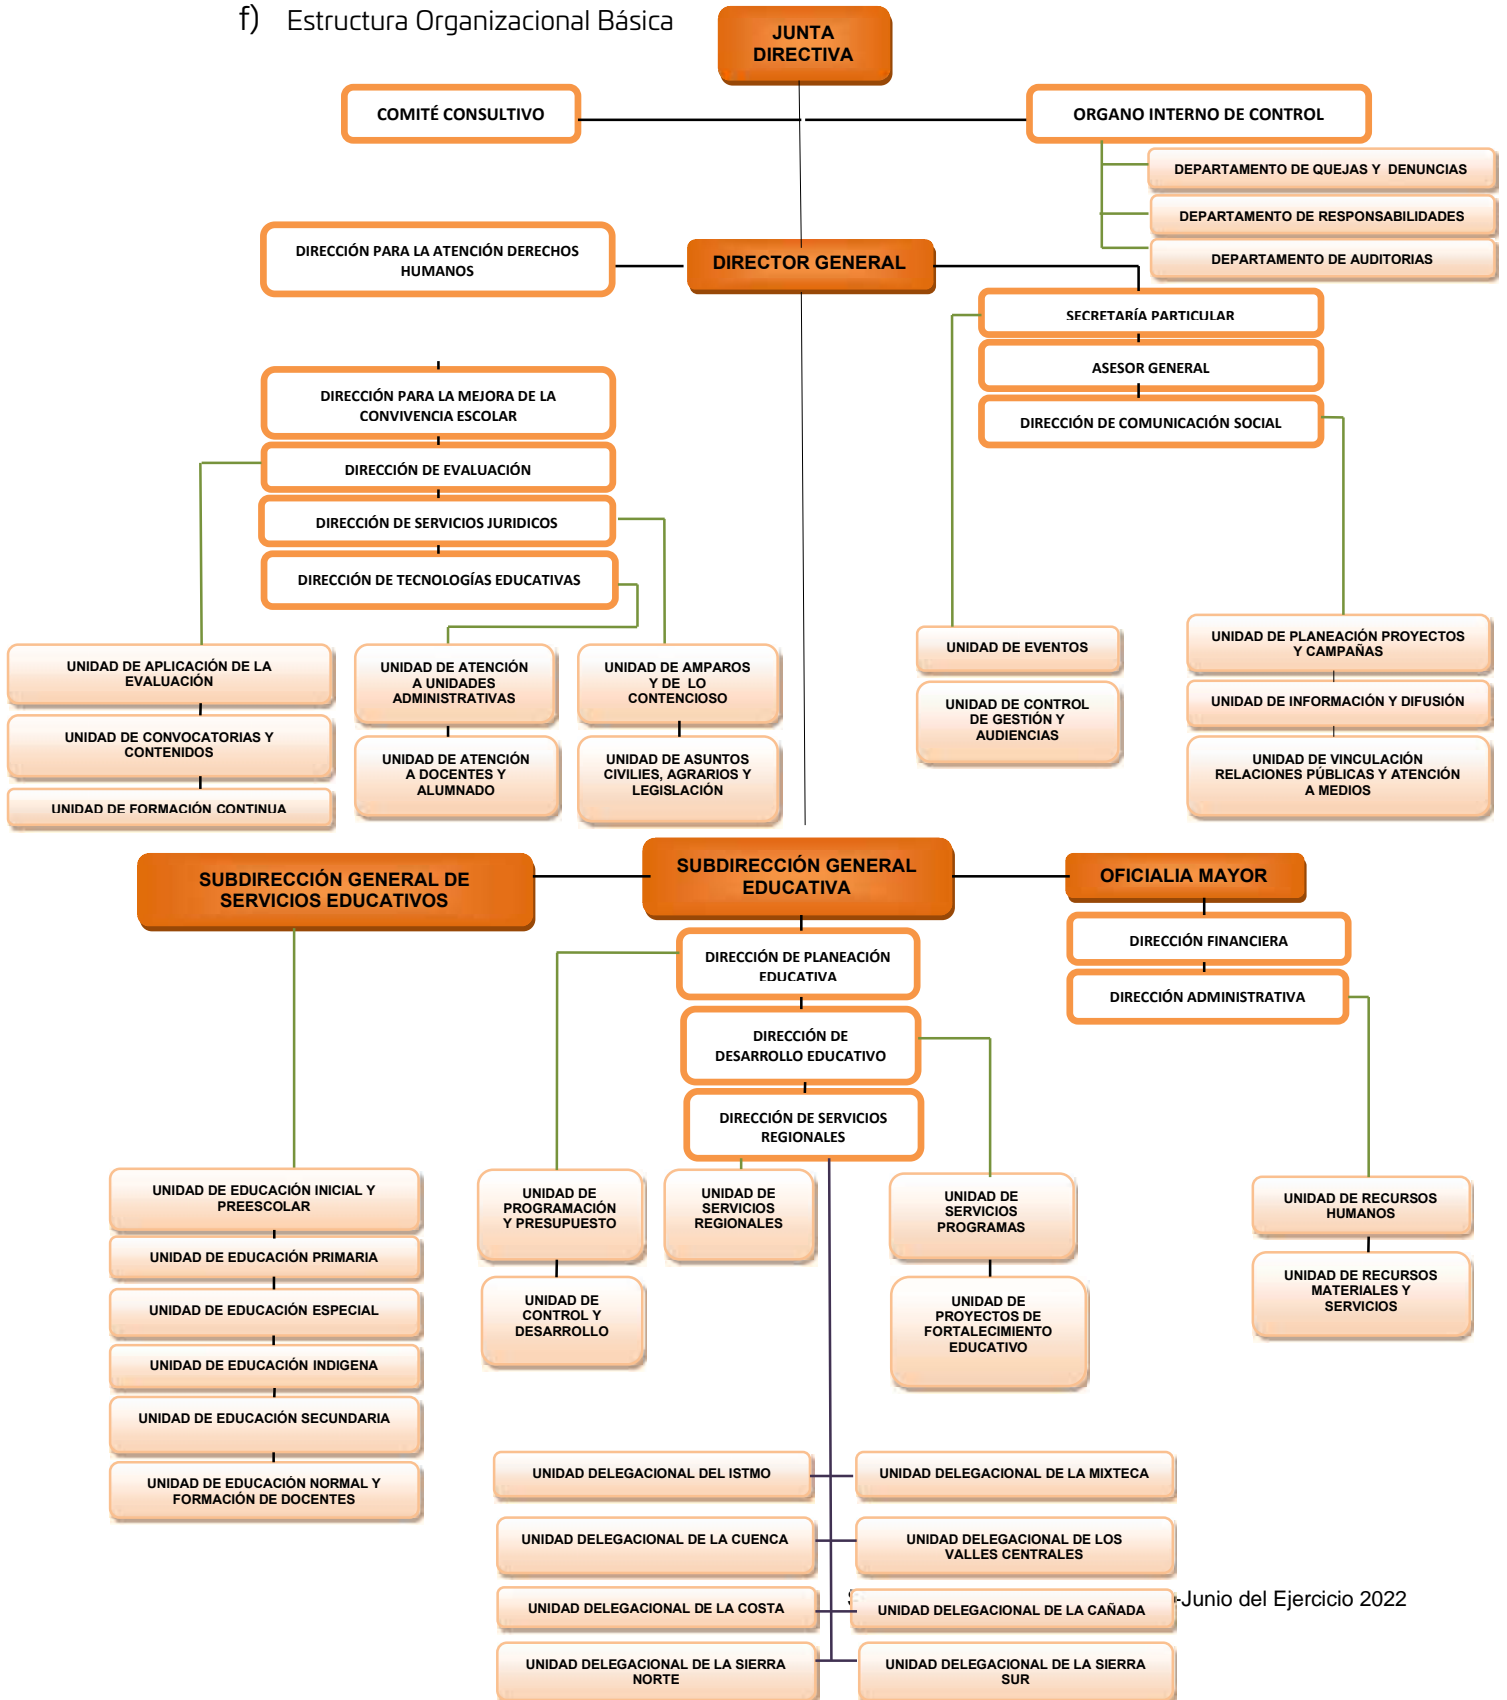 f) Estructura Organizacional Básica
JUNTA
DIRECTIVA
COMITÉ CONSULTIVO
ORGANO INTERNO DE CONTROL
DEPARTAMENTO DE QUEJAS Y DENUNCIAS
DEPARTAMENTO DE RESPONSABILIDADES
DEPARTAMENTO DE AUDITORIAS
DIRECCIÓN PARA LA ATENCIÓN DERECHOS
HUMANOS
DIRECTOR GENERAL
SECRETARÍA PARTICULAR
ASESOR GENERAL
DIRECCIÓN DE COMUNICACIÓN SOCIAL
DIRECCIÓN PARA LA MEJORA DE LA
CONVIVENCIA ESCOLAR
DIRECCIÓN DE EVALUACIÓN
DIRECCIÓN DE SERVICIOS JURIDICOS
DIRECCIÓN DE TECNOLOGÍAS EDUCATIVAS
UNIDAD DE APLICACIÓN DE LA
EVALUACIÓN
UNIDAD DE CONVOCATORIAS Y
CONTENIDOS
UNIDAD DE FORMACIÓN CONTINUA
UNIDAD DE ATENCIÓN
A UNIDADES
ADMINISTRATIVAS
UNIDAD DE ATENCIÓN
A DOCENTES Y
ALUMNADO
UNIDAD DE AMPAROS
Y DE LO
CONTENCIOSO
UNIDAD DE ASUNTOS
CIVILIES, AGRARIOS Y
LEGISLACIÓN
UNIDAD DE EVENTOS
UNIDAD DE CONTROL
DE GESTIÓN Y
AUDIENCIAS
UNIDAD DE PLANEACIÓN PROYECTOS
Y CAMPAÑAS
UNIDAD DE INFORMACIÓN Y DIFUSIÓN
UNIDAD DE VINCULACIÓN
RELACIONES PÚBLICAS Y ATENCIÓN
A MEDIOS
SUBDIRECCIÓN GENERAL DE
SERVICIOS EDUCATIVOS
SUBDIRECCIÓN GENERAL
EDUCATIVA
OFICIALIA MAYOR
DIRECCIÓN FINANCIERA
DIRECCIÓN ADMINISTRATIVA
DIRECCIÓN DE PLANEACIÓN
EDUCATIVA
DIRECCIÓN DE
DESARROLLO EDUCATIVO
DIRECCIÓN DE SERVICIOS
REGIONALES
UNIDAD DE EDUCACIÓN INICIAL Y
PREESCOLAR
UNIDAD DE EDUCACIÓN PRIMARIA
UNIDAD DE EDUCACIÓN ESPECIAL
UNIDAD DE EDUCACIÓN INDIGENA
UNIDAD DE EDUCACIÓN SECUNDARIA
UNIDAD DE EDUCACIÓN NORMAL Y
FORMACIÓN DE DOCENTES
UNIDAD DE
PROGRAMACIÓN
Y PRESUPUESTO
UNIDAD DE
CONTROL Y
DESARROLLO
UNIDAD DE
SERVICIOS
REGIONALES
UNIDAD DE
SERVICIOS
PROGRAMAS
UNIDAD DE
PROYECTOS DE
FORTALECIMIENTO
EDUCATIVO
UNIDAD DE RECURSOS
HUMANOS
UNIDAD DE RECURSOS
MATERIALES Y
SERVICIOS
UNIDAD DELEGACIONAL DEL ISTMO
UNIDAD DELEGACIONAL DE LA MIXTECA
UNIDAD DELEGACIONAL DE LA CUENCA
UNIDAD DELEGACIONAL DE LOS
VALLES CENTRALES
UNIDAD DELEGACIONAL DE LA COSTA
UNIDAD DELEGACIONAL DE LA CAÑADA
-Junio del Ejercicio 2022
UNIDAD DELEGACIONAL DE LA SIERRA
NORTE
UNIDAD DELEGACIONAL DE LA SIERRA
SUR